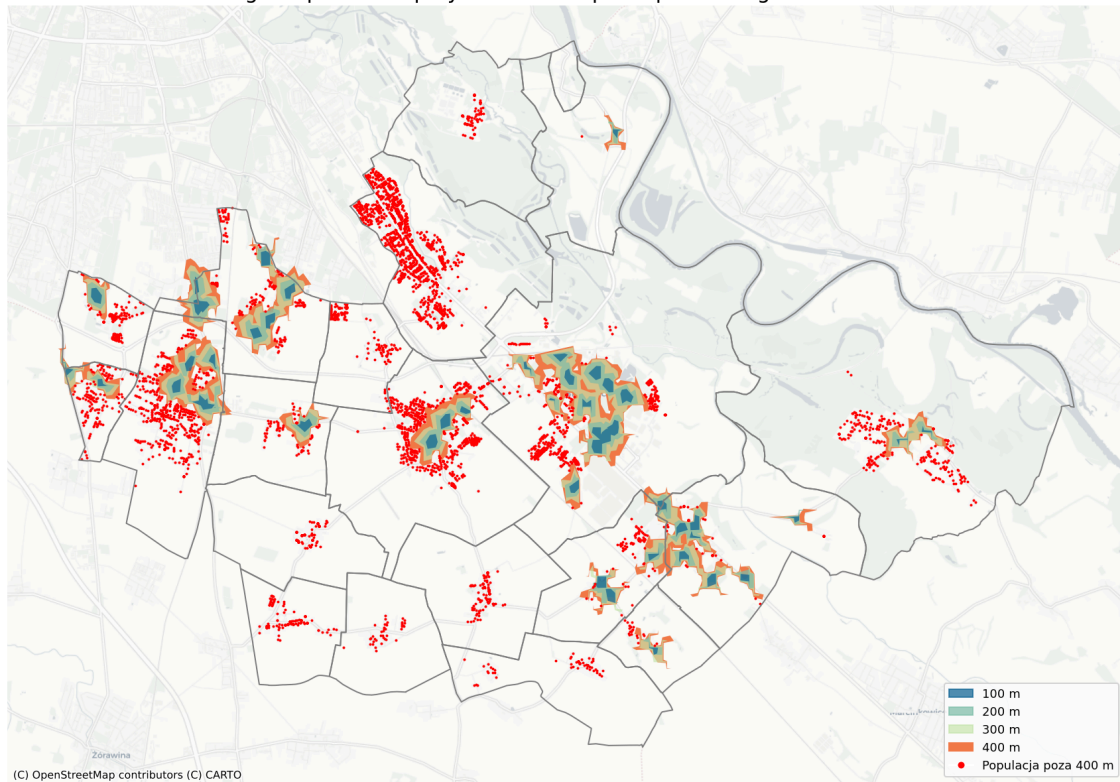 Żórawina
100 m
200 m
300 m
400 m
Populacja poza 400 m
(C) OpenStreetMap contributors (C) CARTO